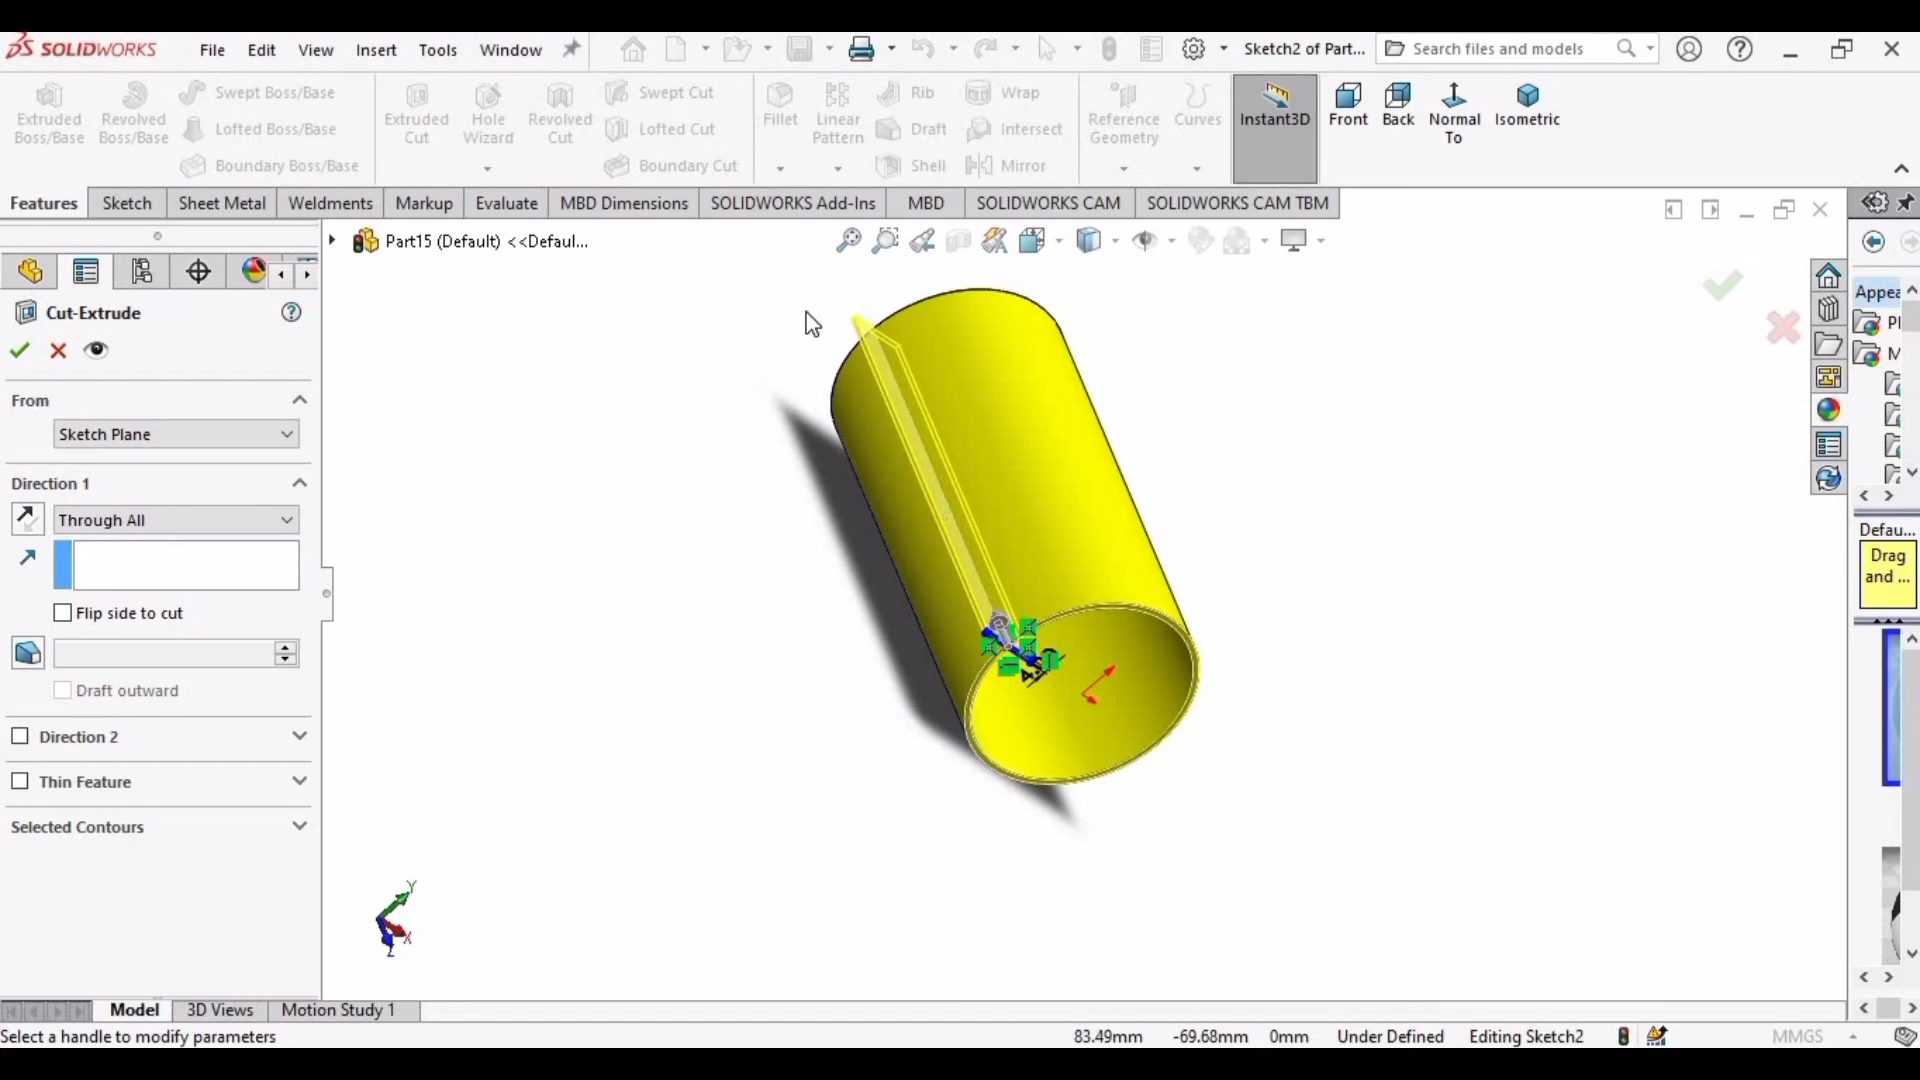 SOLIDWORKS File Edit View Insert Tools Window Sketch2 of Part... Search files and models
Extruded Boss/Base
Revolved Boss/Base
Swept Boss/Base
Lofted Boss/Base
Boundary Boss/Base
Extruded Cut
Hole Wizard
Revolved Cut
Swept Cut
Lofted Cut
Boundary Cut
Fillet
Linear Pattern
Rib
Draft
Shell
Wrap
Intersect
Mirror
Reference Geometry
Curves
Instant3D
Front
Back
Normal To
Isometric
Features Sketch Sheet Metal Weldments Markup Evaluate MBD Dimensions SOLIDWORKS Add-Ins MBD SOLIDWORKS CAM SOLIDWORKS CAM TBM
Part15 (Default) <<Defaul...
Cut-Extrude
From
Sketch Plane
Direction 1
Through All
Flip side to cut
Draft outward
Direction 2
Thin Feature
Selected Contours
Appea
Pl
M
Defau...
Drag
and ...
Y
X
Z
Model 3D Views Motion Study 1
Select a handle to modify parameters 83.49mm -69.68mm 0mm Under Defined Editing Sketch2 MMGS